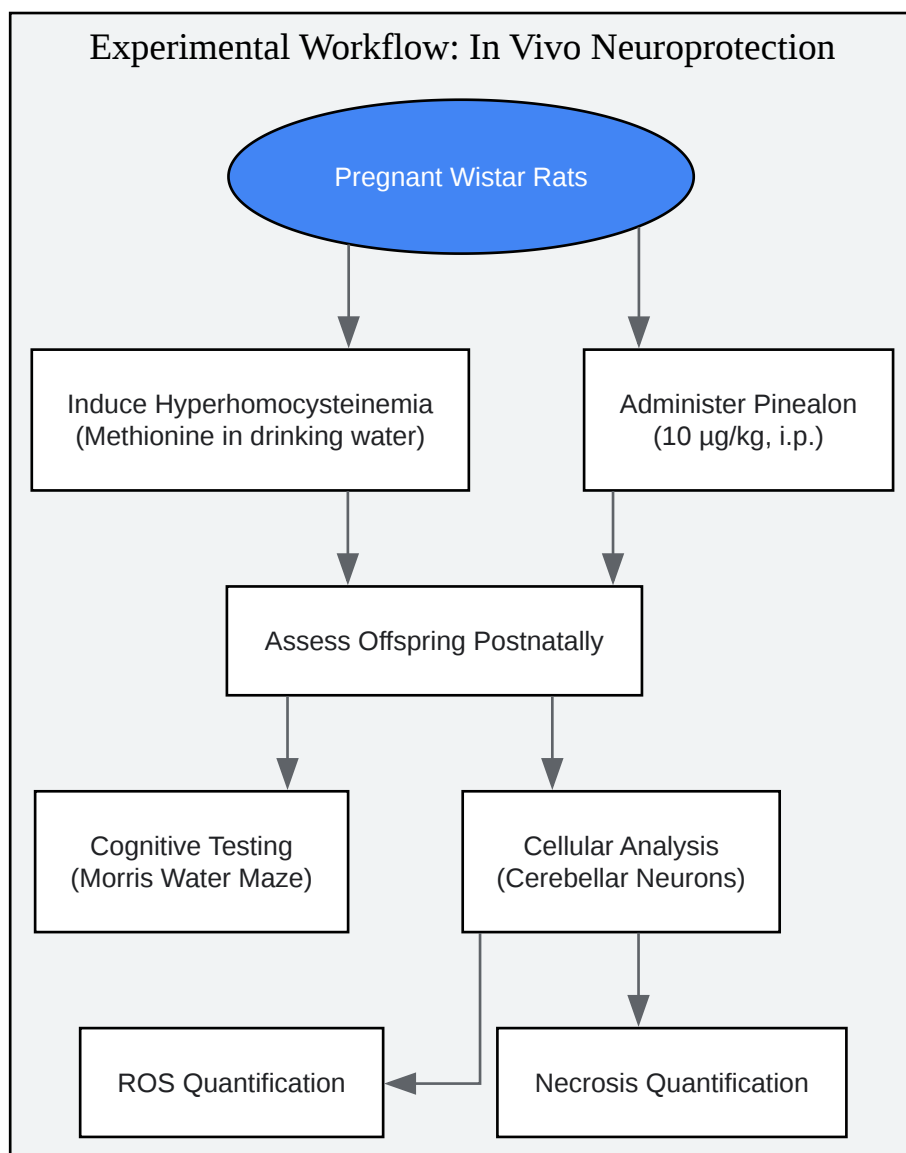 Experimental Workflow: In Vivo Neuroprotection
Pregnant Wistar Rats
Induce Hyperhomocysteinemia
(Methionine in drinking water)
Administer Pinealon
(10 µg/kg, i.p.)
Assess Offspring Postnatally
Cognitive Testing
(Morris Water Maze)
Cellular Analysis
(Cerebellar Neurons)
ROS Quantification
Necrosis Quantification